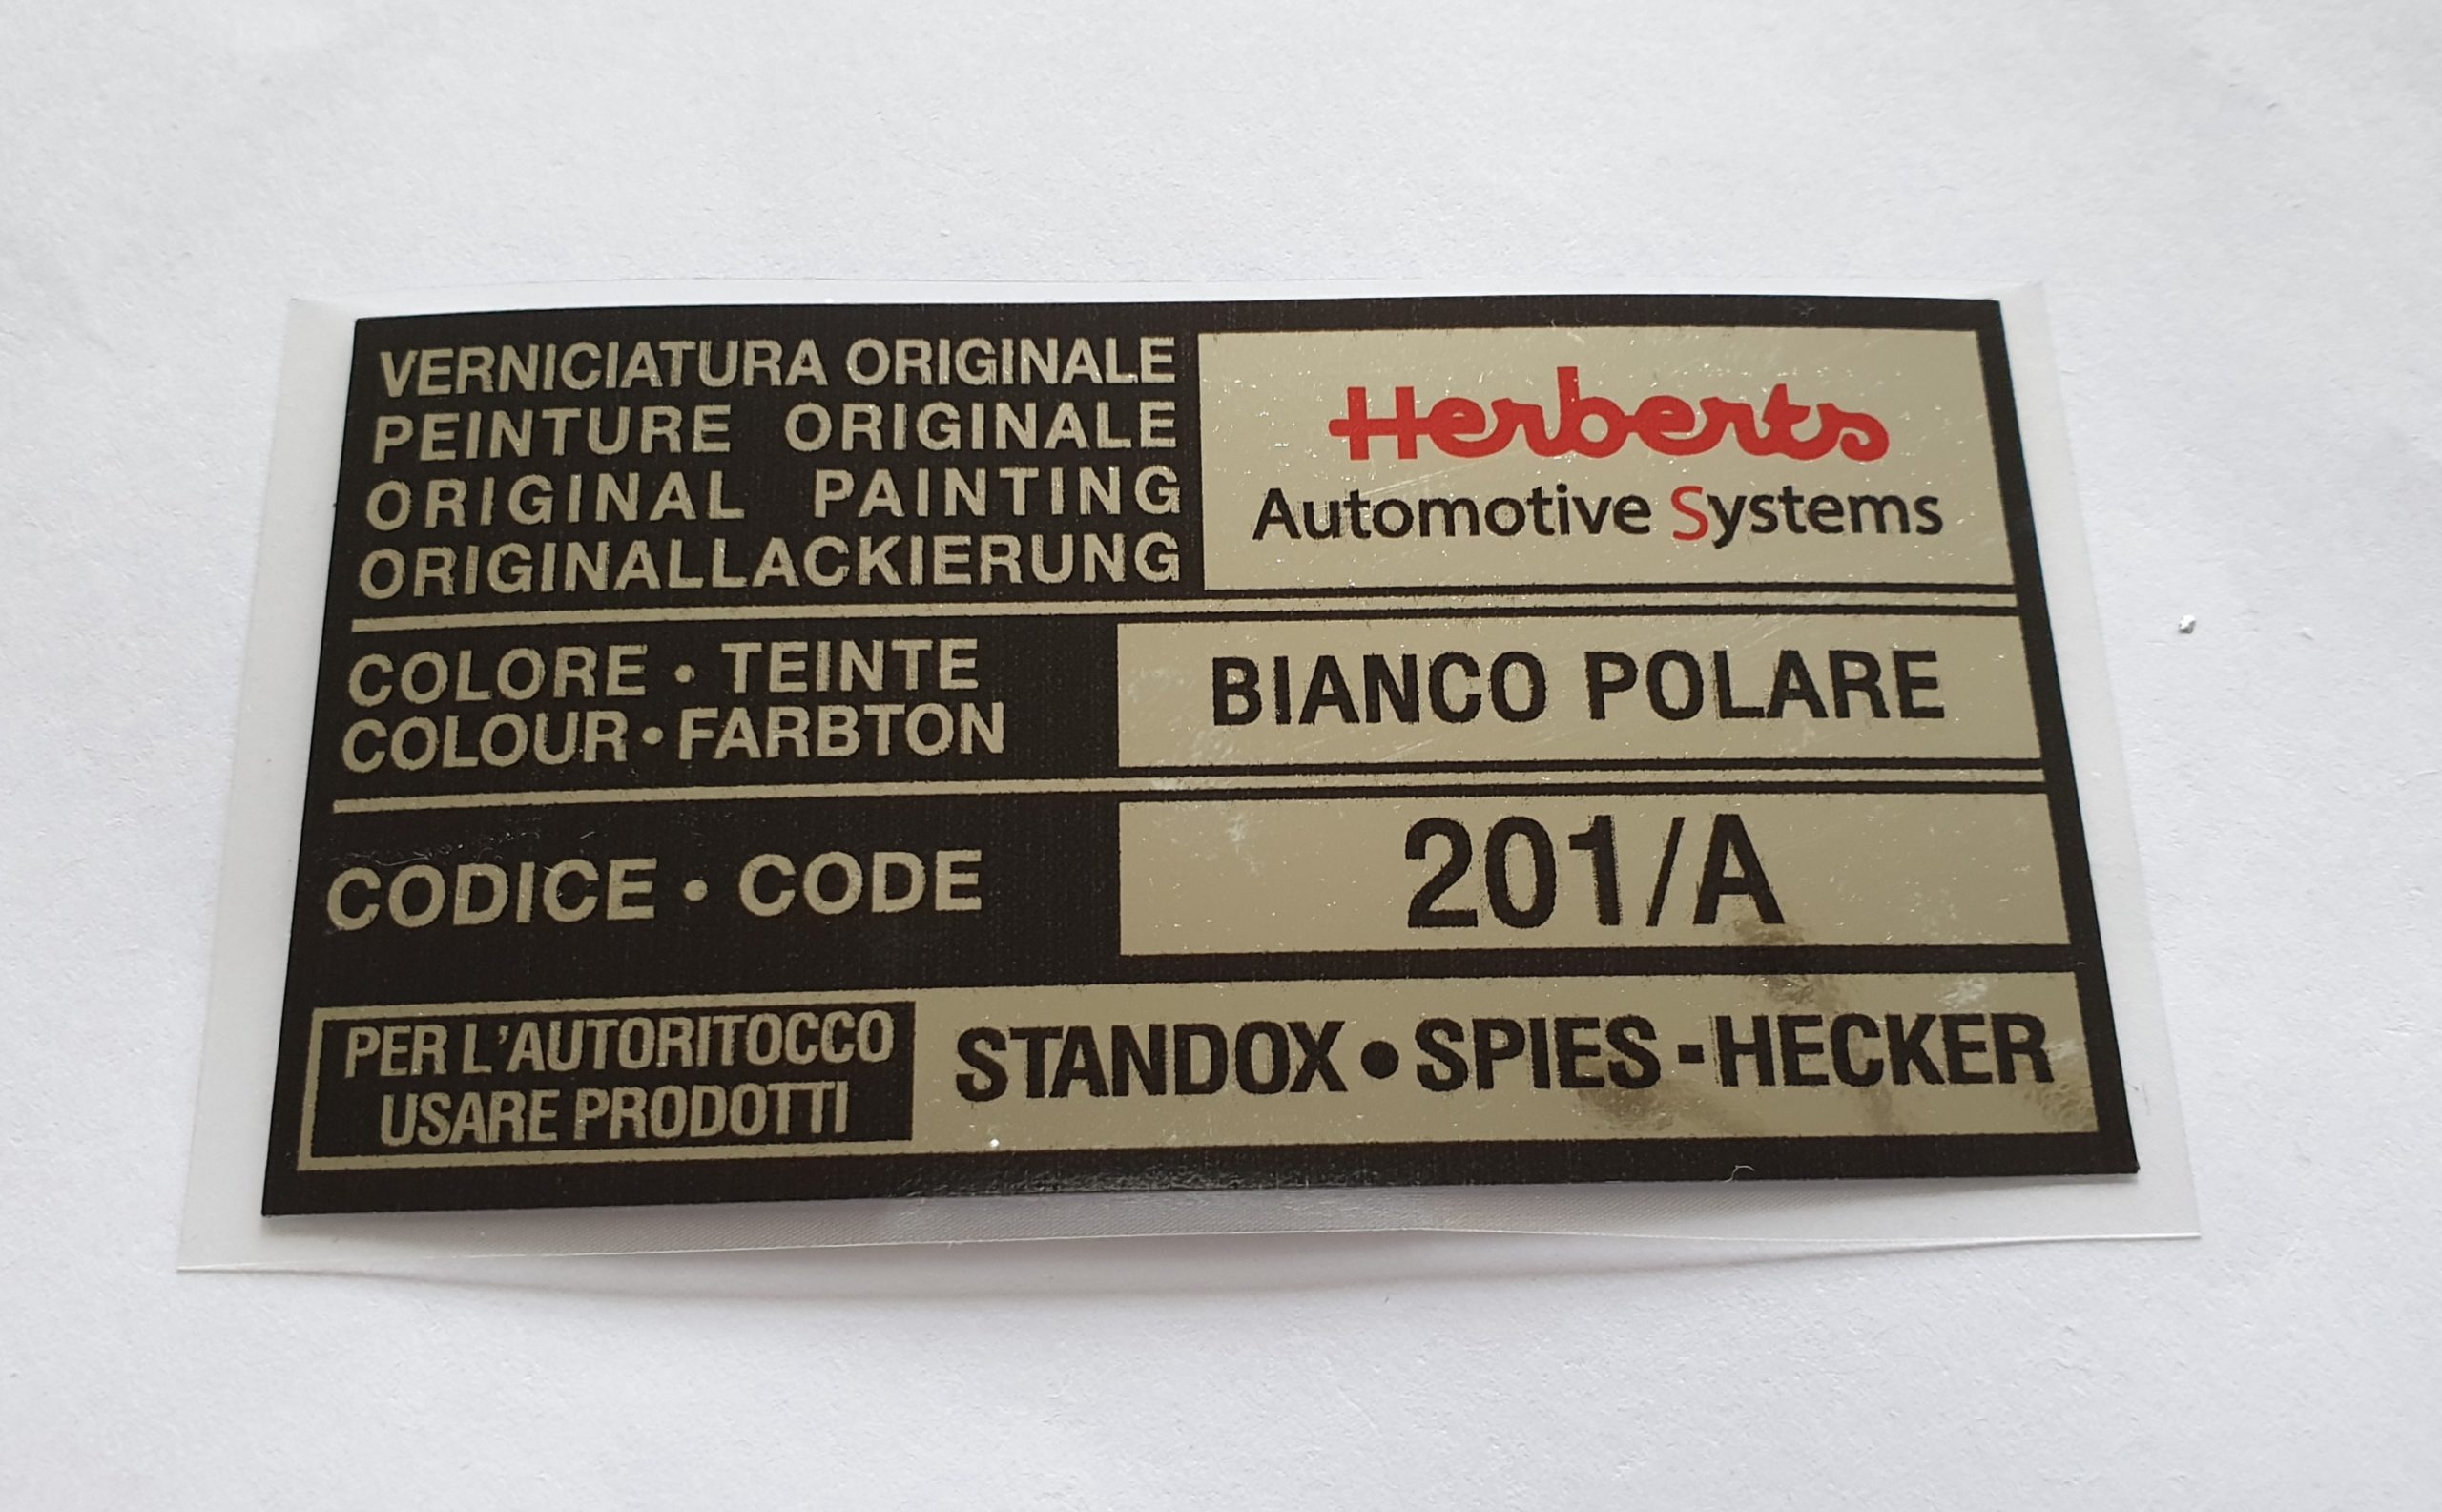 VERNICIATURA ORIGINALE
PEINTURE ORIGINALE
ORIGINAL PAINTING
ORIGINALLACKIERUNG
Herberts
Automotive Systems
COLORE • TEINTE
COLOUR • FARBTON
BIANCO POLARE
CODICE • CODE
201/A
PER L'AUTORITOCCO
USARE PRODOTTI
STANDOX • SPIES-HECKER